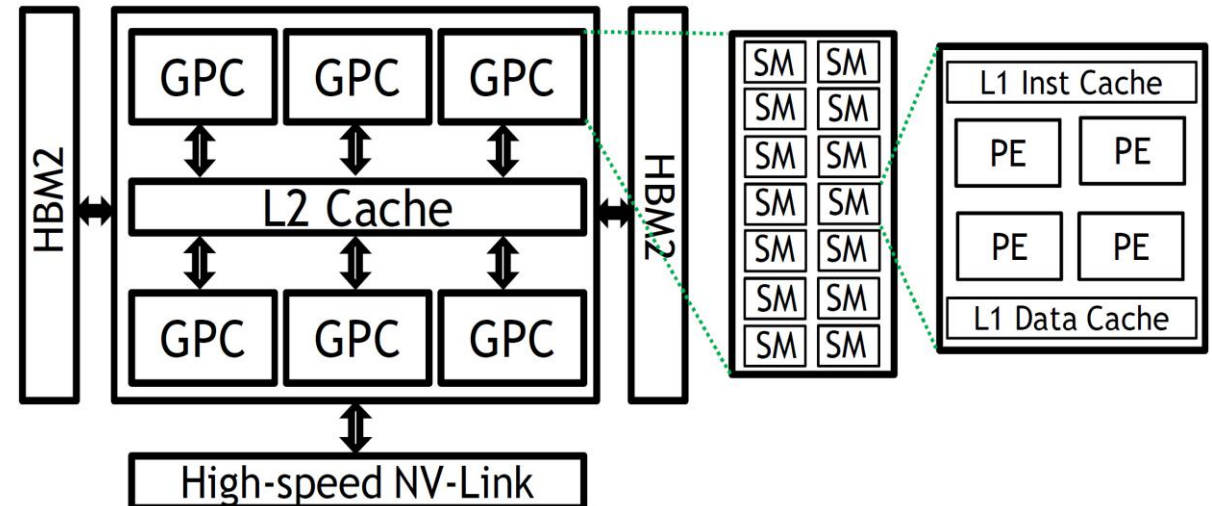 HBM2
GPC GPC GPC
L2 Cache
GPC GPC GPC
HBM2
High-speed NV-Link
SM SM
SM SM
SM SM
SM SM
SM SM
SM SM
SM SM
L1 Inst Cache
PE PE
PE PE
L1 Data Cache